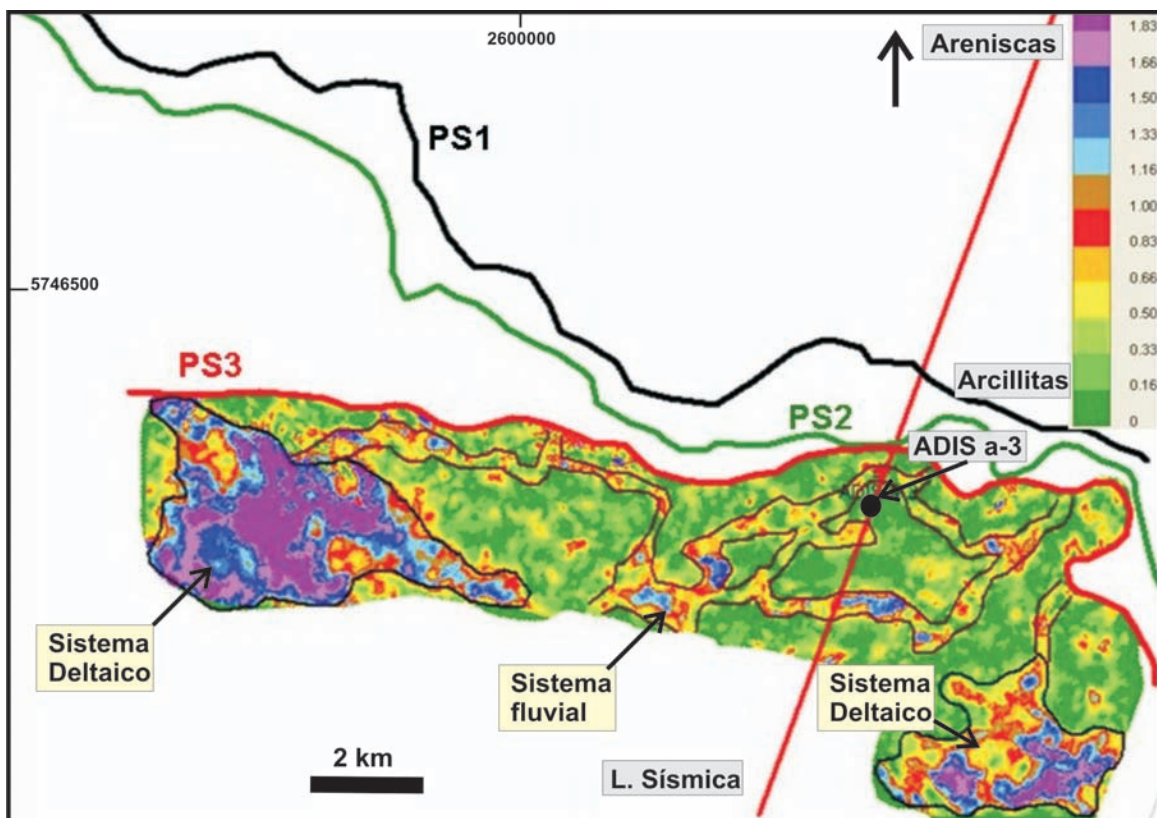 2600000
Areniscas
1.83
1.66
1.50
1.33
1.16
1.00
0.83
0.66
0.50
0.33
0.16
0
PS1
5746500
PS3
Arcillitas
PS2
ADIS a-3
Sistema
Deltaico
Sistema
fluvial
Sistema
Deltaico
2 km
L. Sísmica